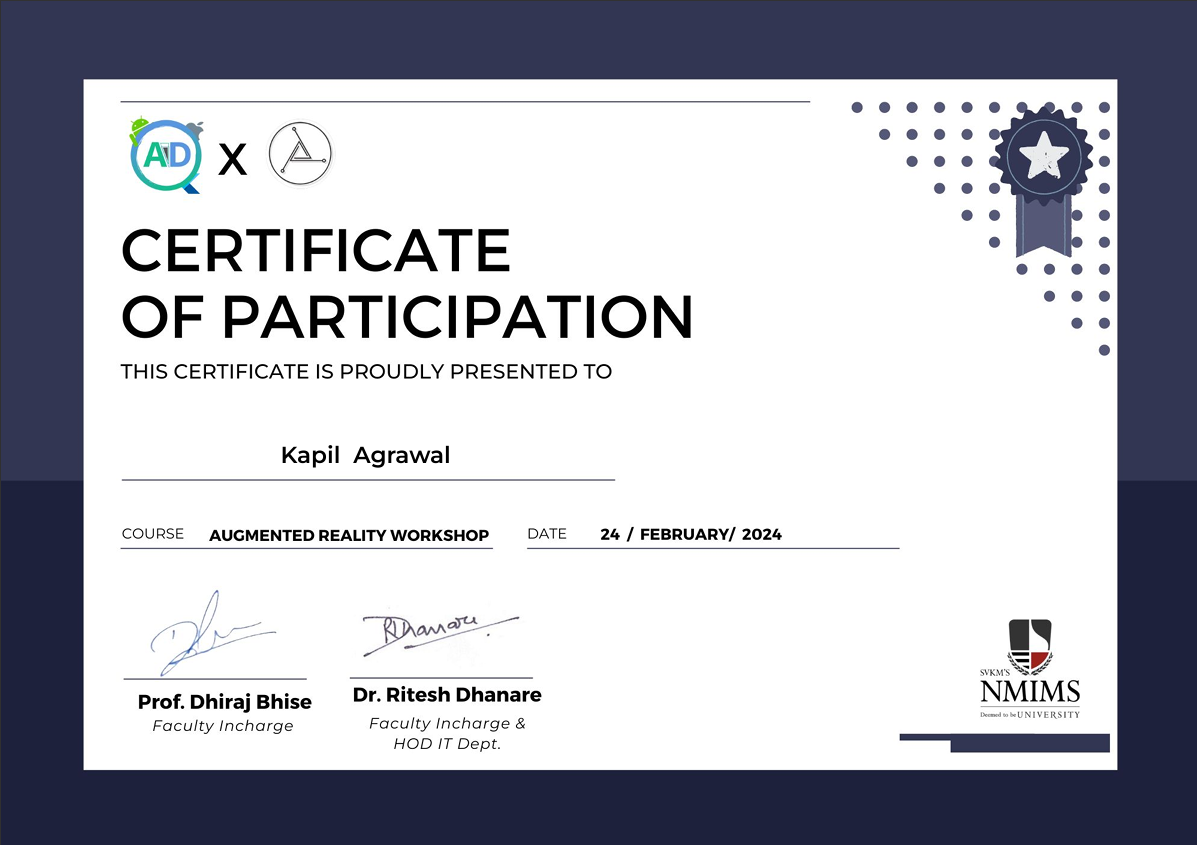 AD X
CERTIFICATE
OF PARTICIPATION
THIS CERTIFICATE IS PROUDLY PRESENTED TO
Kapil Agrawal
COURSE AUGMENTED REALITY WORKSHOP DATE 24 / FEBRUARY/ 2024
RDhanare.
Prof. Dhiraj Bhise
Faculty Incharge
Dr. Ritesh Dhanare
Faculty Incharge &
HOD IT Dept.
SVKM'S
NMIMS
Deemed to be UNIVERSITY